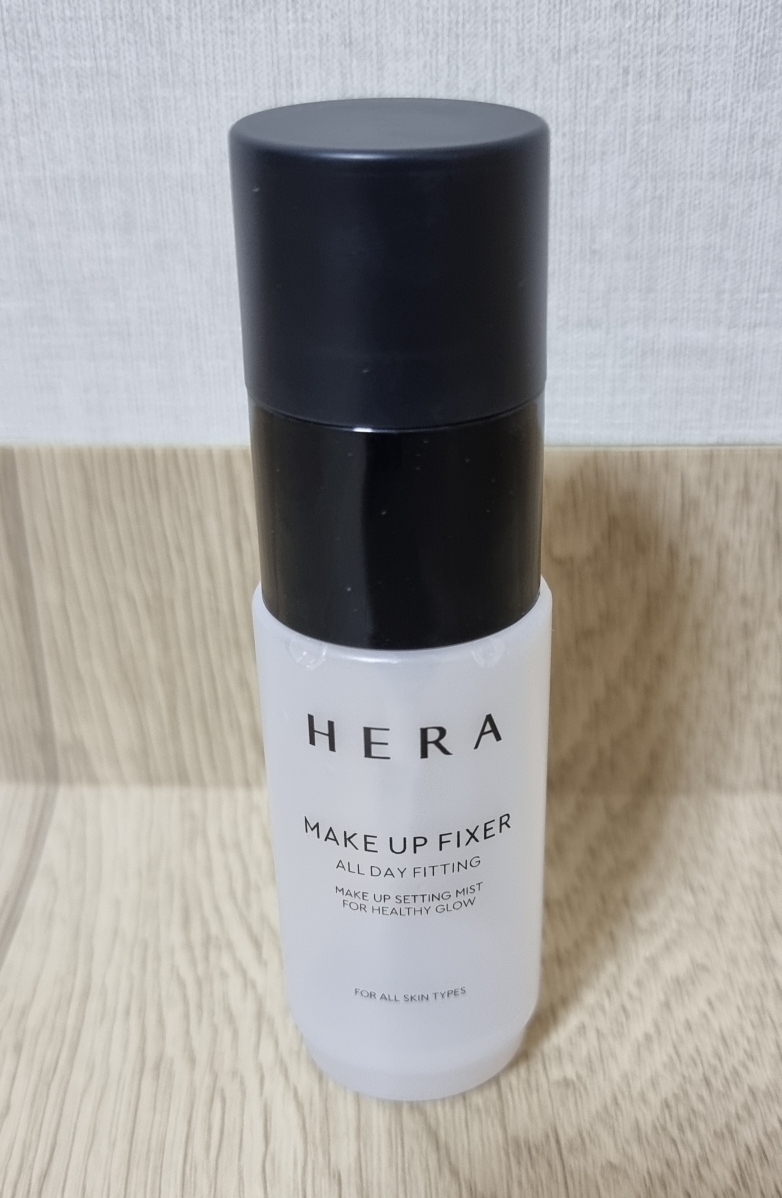 HERA
MAKE UP FIXER
ALL DAY FITTING
MAKE UP SETTING MIST
FOR HEALTHY GLOW
FOR ALL SKIN TYPES